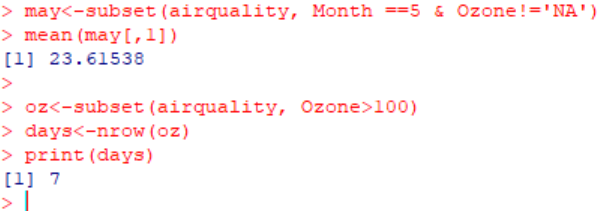 > may<-subset(airquality, Month ==5 & Ozone!='NA')
> mean(may[,1])
[1] 23.61538
>
> oz<-subset(airquality, Ozone>100)
> days<-nrow(oz)
> print(days)
[1] 7
>